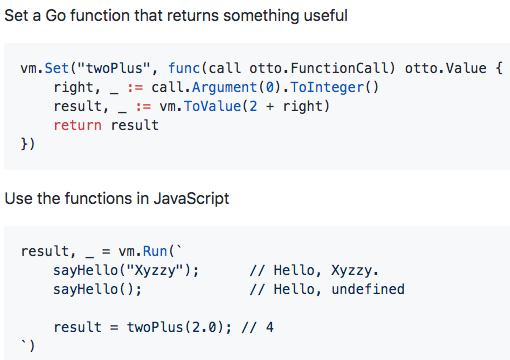 Set a Go function that returns something useful
vm.Set("twoPlus", func(call otto.FunctionCall) otto.Value {
    right, _ := call.Argument(0).ToInteger()
    result, _ := vm.ToValue(2 + right)
    return result
})
Use the functions in JavaScript
result, _ = vm.Run(`
    sayHello("Xyzzy");      // Hello, Xyzzy.
    sayHello();             // Hello, undefined
    result = twoPlus(2.0); // 4
`)